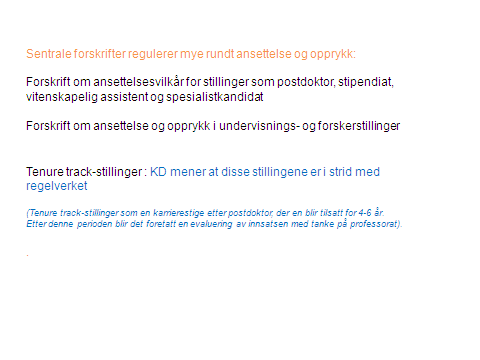 Sentrale forskrifter regulerer mye rundt ansettelse og opprykk:
Forskrift om ansettelsesvilkår for stillinger som postdoktor, stipendiat,
vitenskapelig assistent og spesialistkandidat
Forskrift om ansettelse og opprykk i undervisnings- og forskerstillinger
Tenure track-stillinger : KD mener at disse stillingene er i strid med
regelverket
(Tenure track-stillinger som en karrierestige etter postdoktor, der en blir tilsatt for 4-6 år.
Etter denne perioden blir det foretatt en evaluering av innsatsen med tanke på professorat).
.